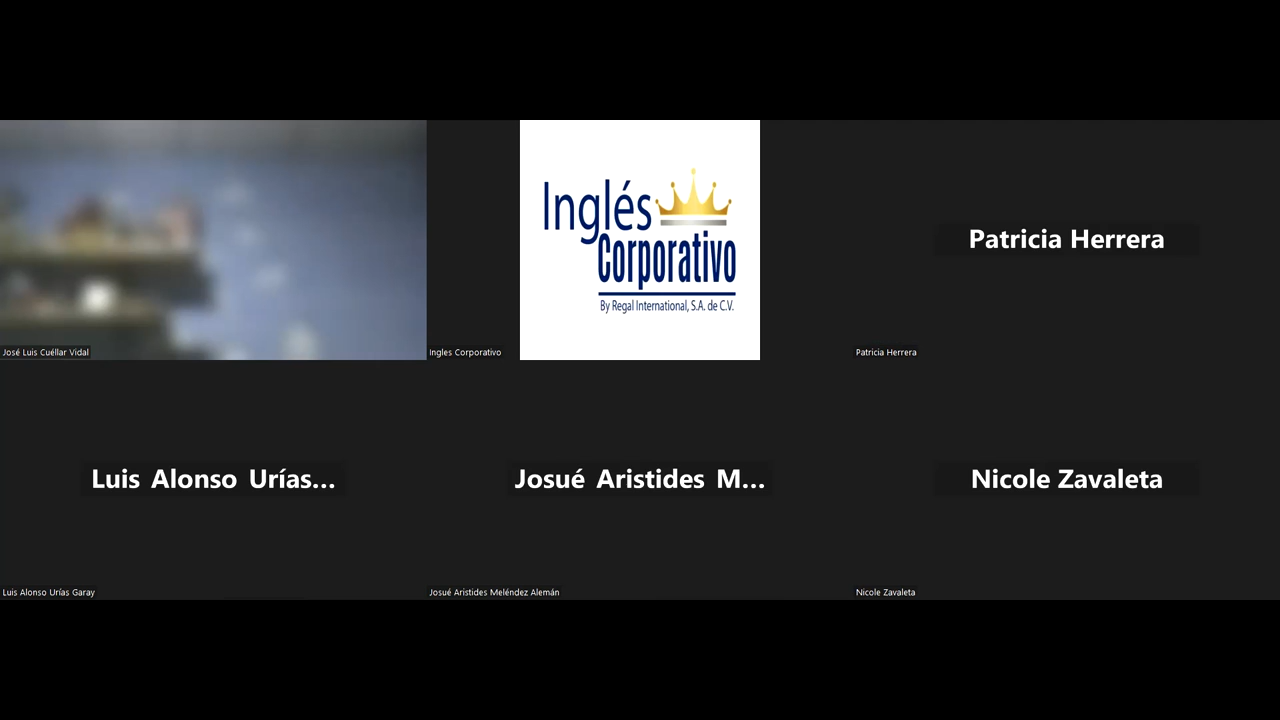 Inglés
Corporativo
By Regal International, S.A. de C.V.
Patricia Herrera
José Luis Cuéllar Vidal
Ingles Corporativo
Patricia Herrera
Luis Alonso Urías...
Josué Aristides M...
Nicole Zavaleta
Luis Alonso Urías Garay
Josué Aristides Meléndez Alemán
Nicole Zavaleta